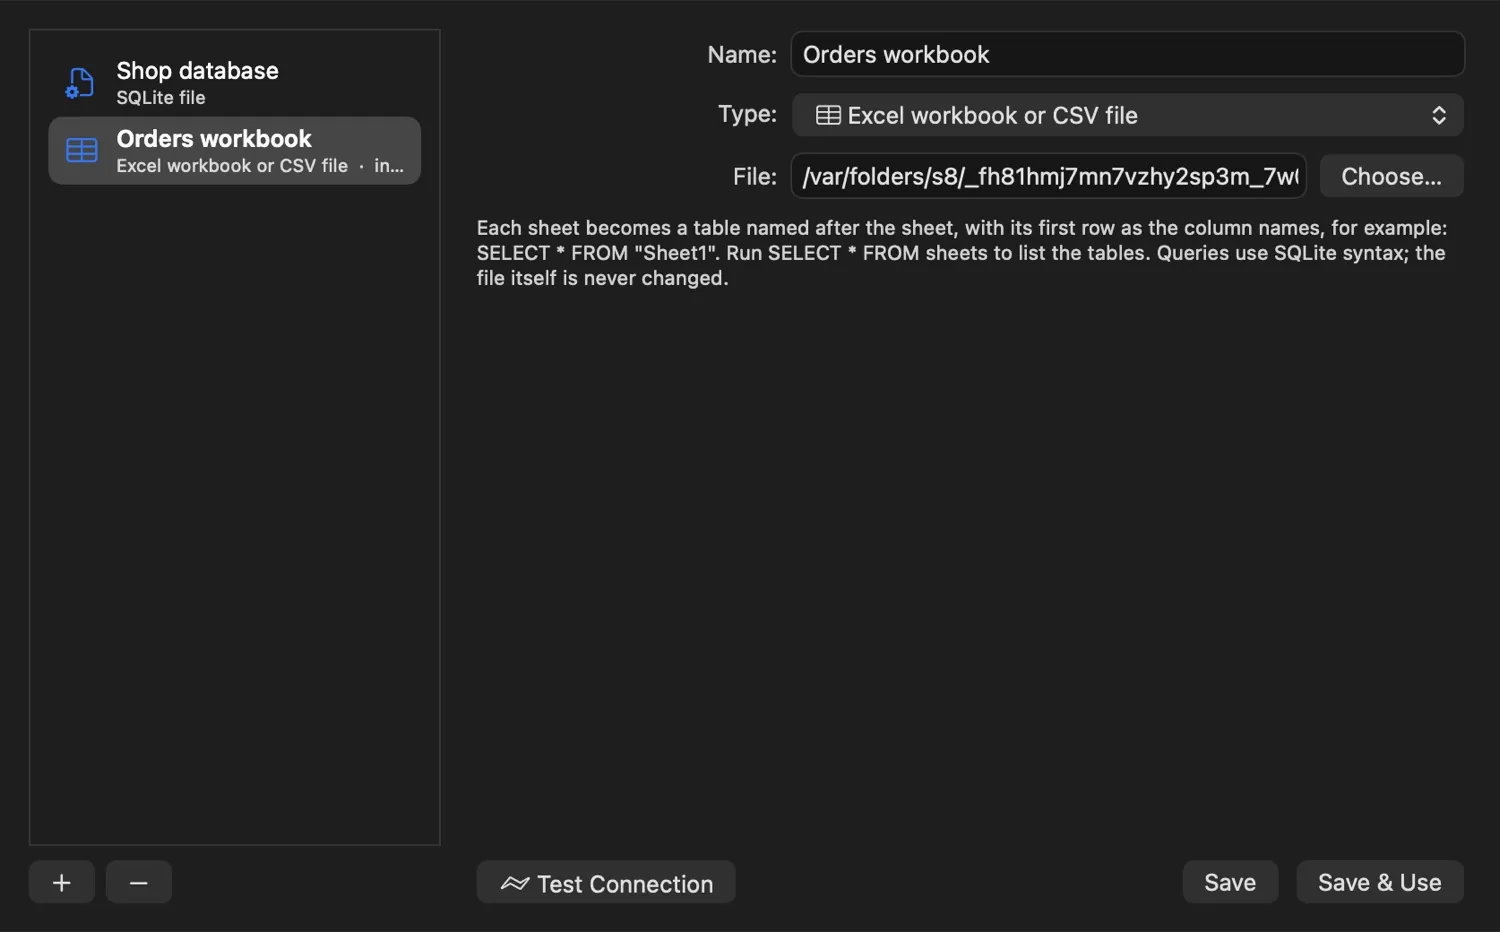 Shop database
SQLite file
Orders workbook
Excel workbook or CSV file · in...
Name: Orders workbook
Type: Excel workbook or CSV file
File: /var/folders/s8/_fh81hmj7mn7vzhy2sp3m_7w Choose...
Each sheet becomes a table named after the sheet, with its first row as the column names, for example:
SELECT * FROM "Sheet1". Run SELECT * FROM sheets to list the tables. Queries use SQLite syntax; the
file itself is never changed.
+ − Test Connection Save Save & Use